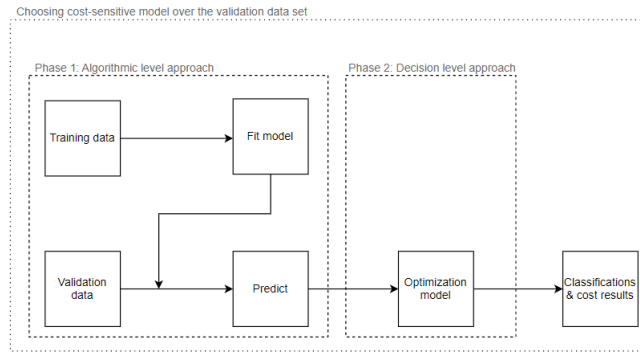 Choosing cost-sensitive model over the validation data set
Phase 1: Algorithmic level approach
Phase 2: Decision level approach
Training data
Fit model
Validation
data
Predict
Optimization
model
Classifications
& cost results